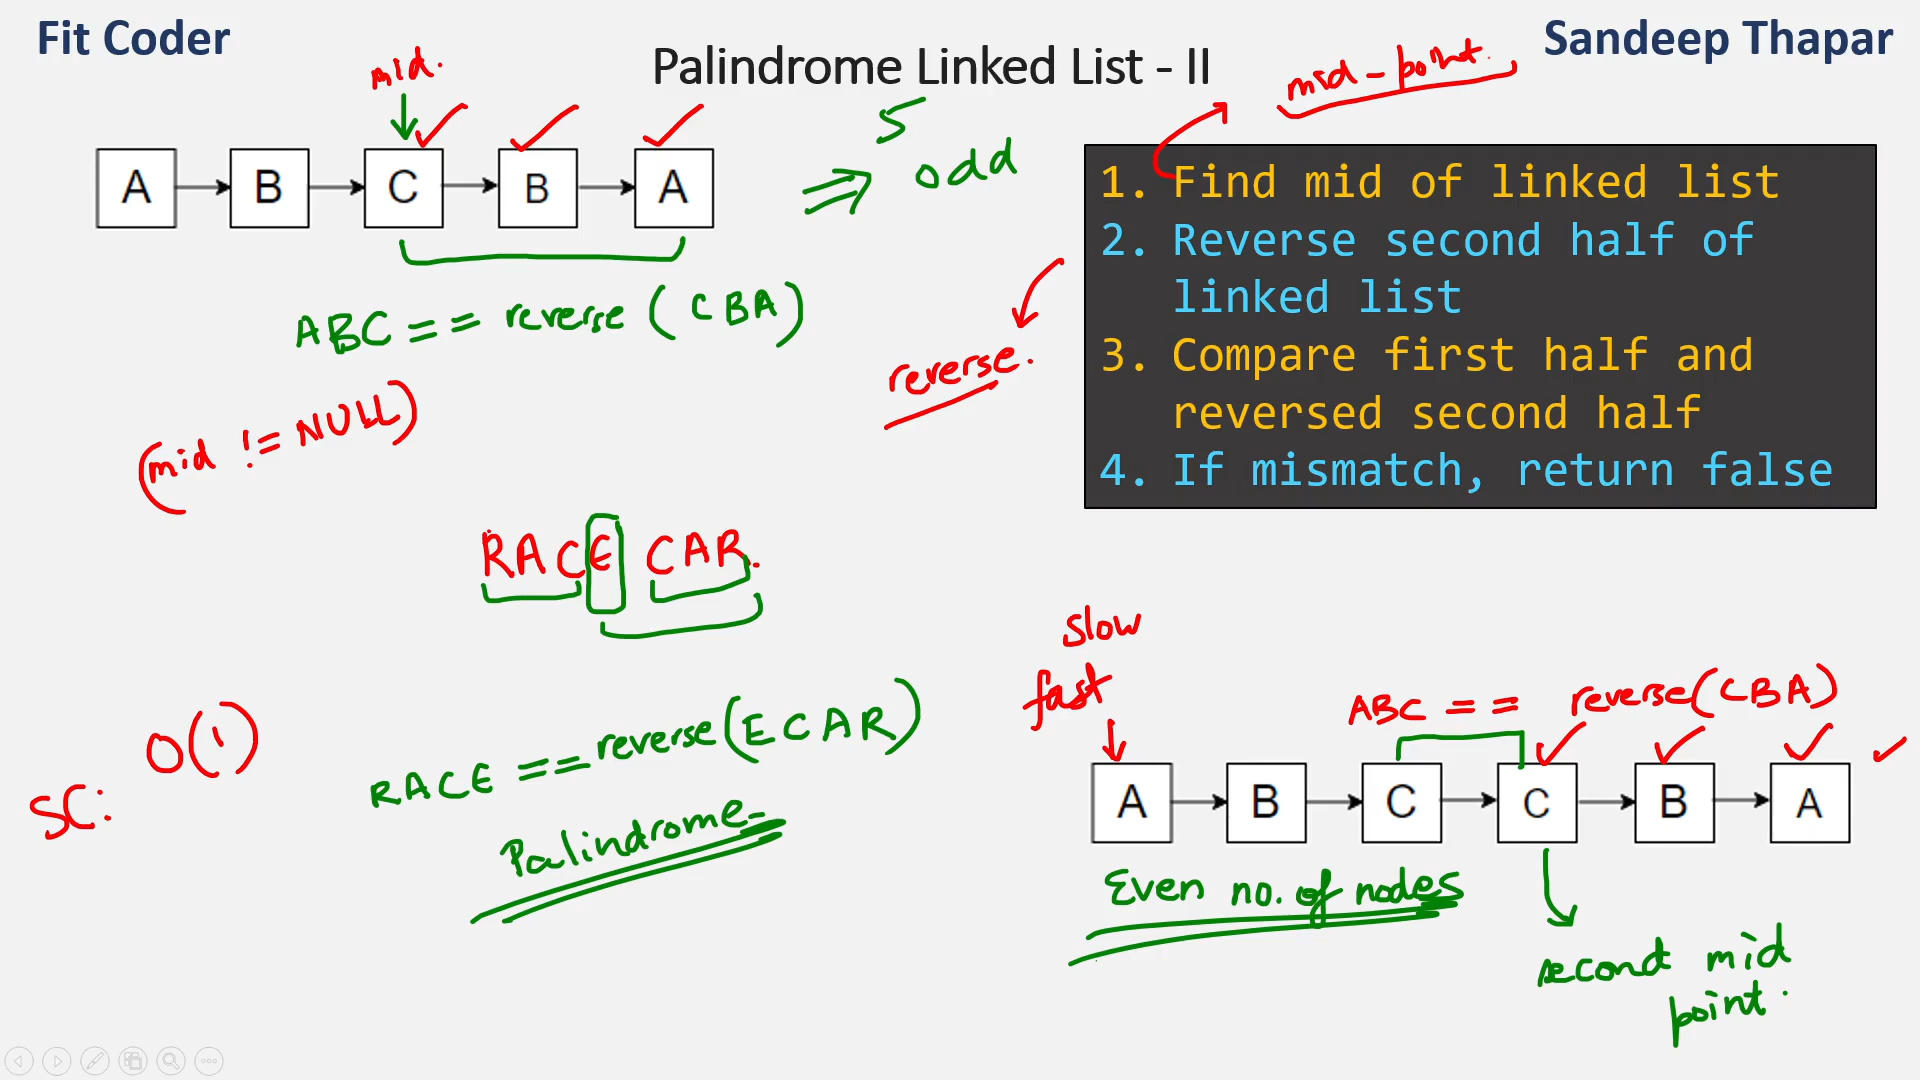 Fit Coder
Sandeep Thapar
Palindrome Linked List - II
mid.
mid-point.
5
odd
A B C B A
1. Find mid of linked list
2. Reverse second half of
linked list
3. Compare first half and
reversed second half
4. If mismatch, return false
ABC == reverse (CBA)
reverse.
(mid != NULL)
RACE CAR.
slow
fast
ABC == reverse(CBA)
SC: O(1)
RACE == reverse(ECAR)
A B C C B A
Palindrome
Even no. of nodes
second mid
point.